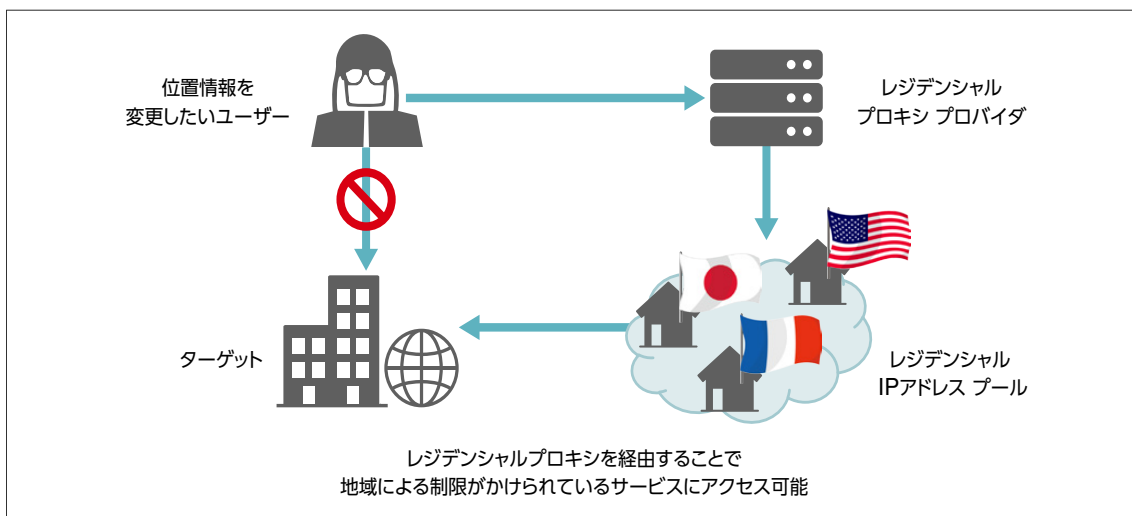 位置情報を
変更したいユーザー
レジデンシャル
プロキシ プロバイダ
ターゲット
レジデンシャル
IPアドレス プール
レジデンシャルプロキシを経由することで
地域による制限がかけられているサービスにアクセス可能